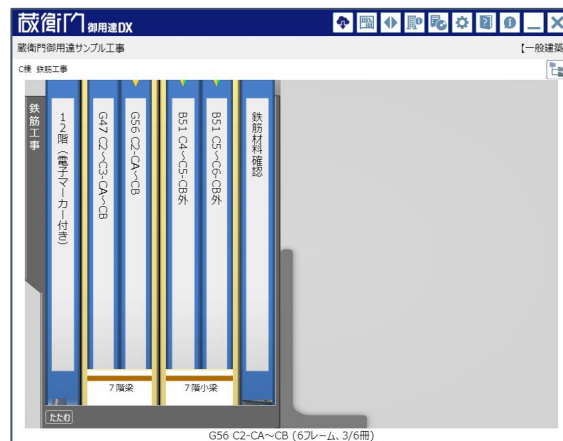 蔵衛門御用達DX
蔵衛門御用達サンプル工事
【一般建築
C棟 鉄筋工事
鉄筋工事
12階（電子マーカー付き）
G47 C2～C3-CA～CB
G56 C2-CA～CB
B51 C4～C5-CB外
B51 C5～C6-CB外
鉄筋材料確認
7階梁
7階小梁
たたむ
G56 C2-CA～CB (6フレーム、3/6冊)